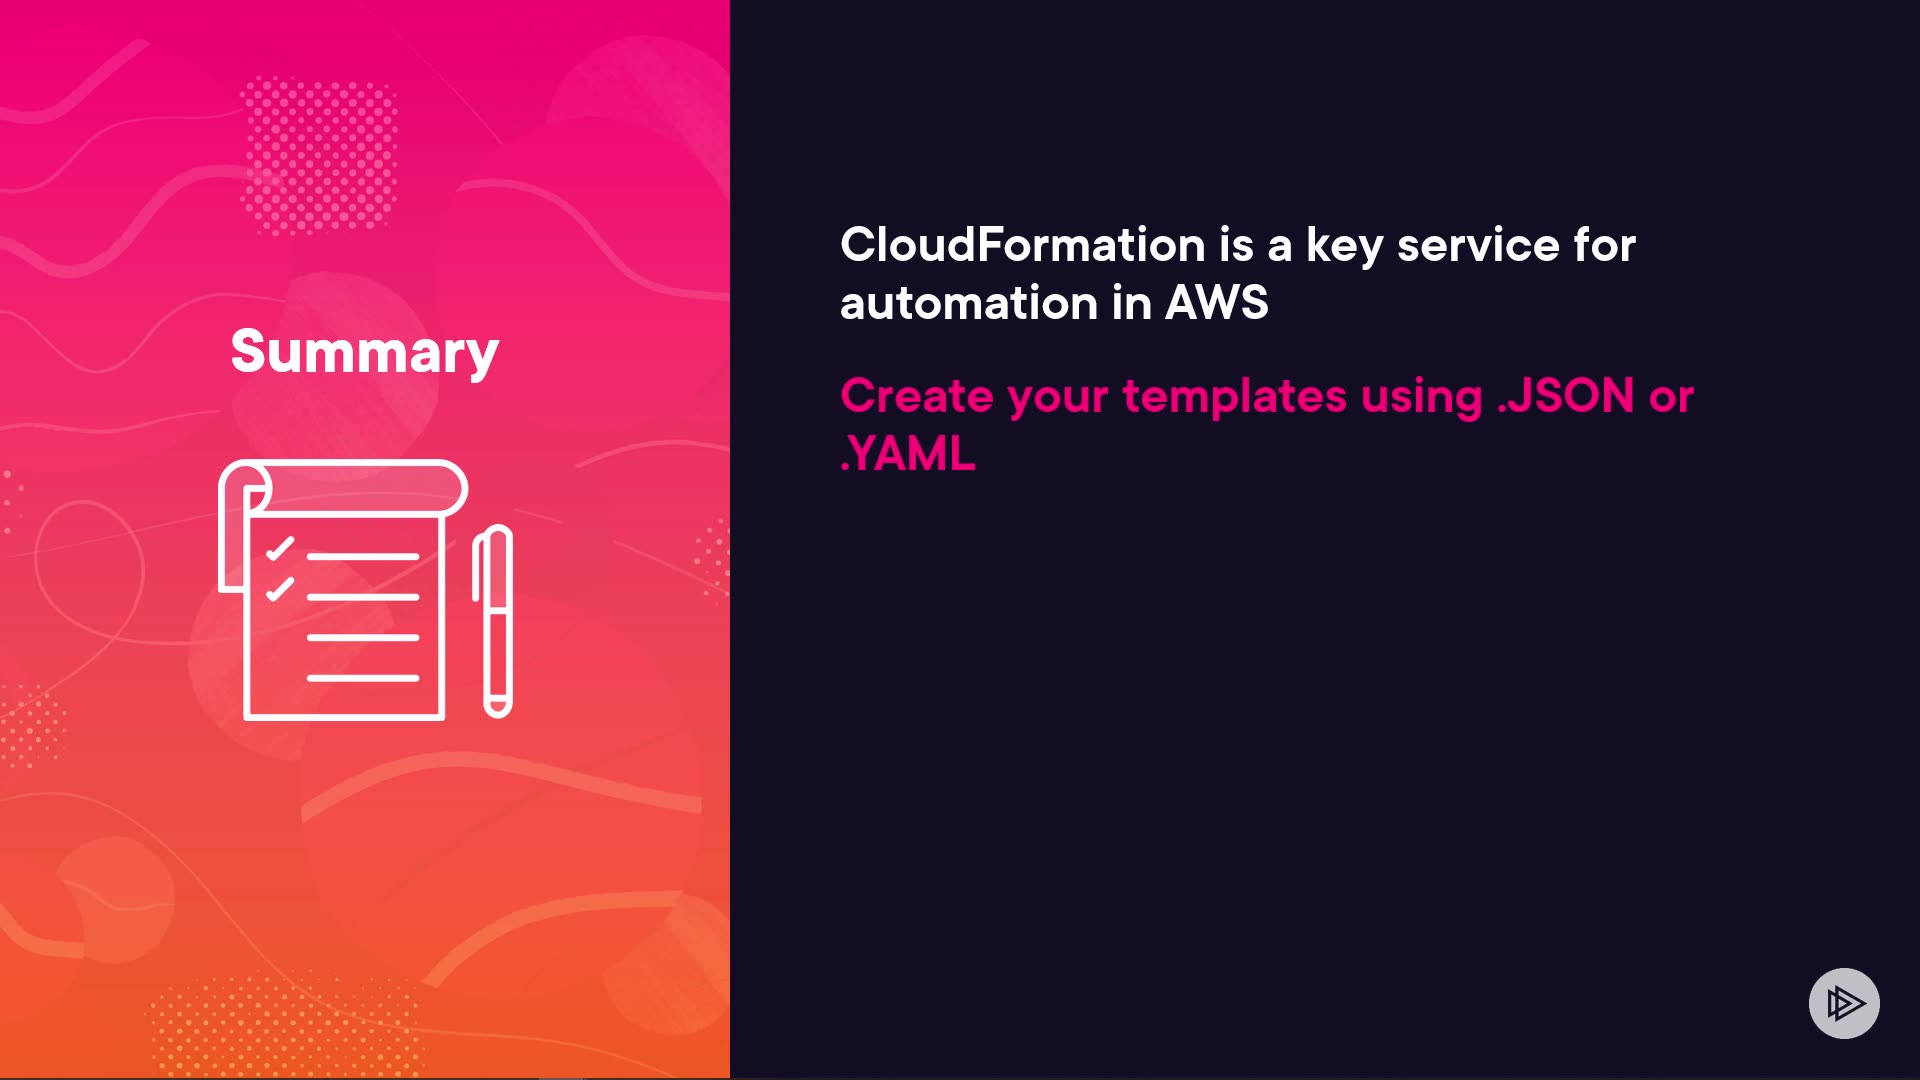 Summary
CloudFormation is a key service for
automation in AWS
Create your templates using .JSON or
.YAML